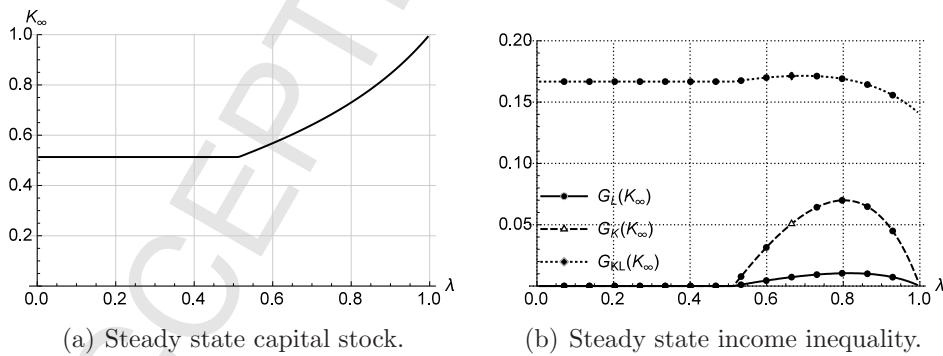 K∞
1.0
0.8
0.6
0.4
0.2
0.0 0.2 0.4 0.6 0.8 1.0 λ
(a) Steady state capital stock.
0.20
0.15
0.10
0.05
G_L(K∞)
G_K(K∞)
G_KL(K∞)
0.0 0.2 0.4 0.6 0.8 1.0 λ
(b) Steady state income inequality.
CCEPT